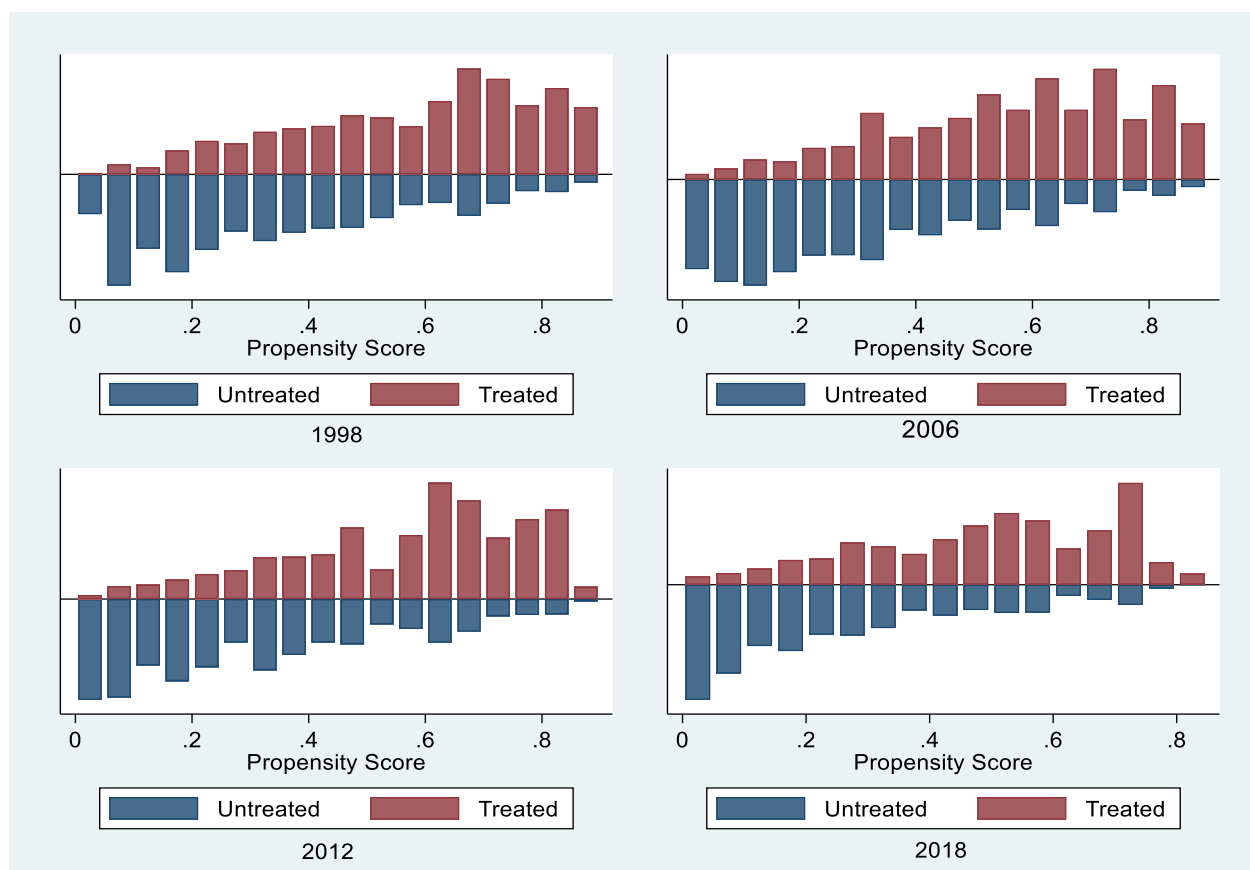 0 .2 .4 .6 .8
Propensity Score
Untreated Treated
1998
0 .2 .4 .6 .8
Propensity Score
Untreated Treated
2006
0 .2 .4 .6 .8
Propensity Score
Untreated Treated
2012
0 .2 .4 .6 .8
Propensity Score
Untreated Treated
2018